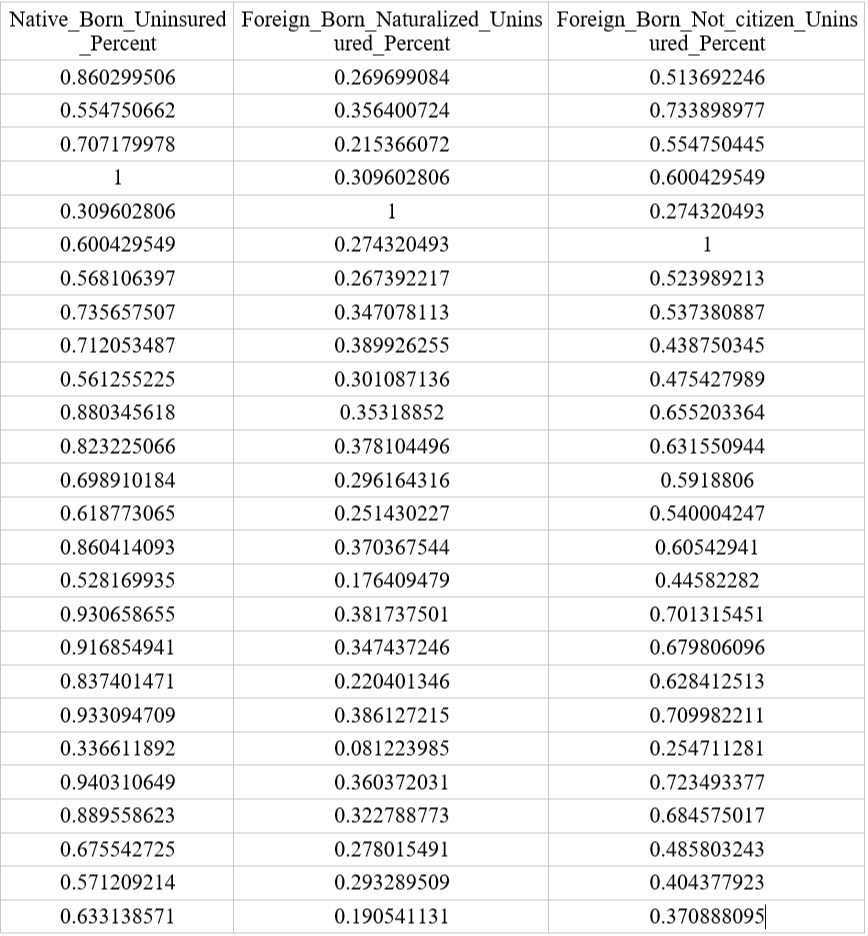 Native_Born_Uninsured Foreign_Born_Naturalized_Unins Foreign_Born_Not_citizen_Unins
_Percent ured_Percent ured_Percent
0.860299506 0.269699084 0.513692246
0.554750662 0.356400724 0.733898977
0.707179978 0.215366072 0.554750445
1 0.309602806 0.600429549
0.309602806 1 0.274320493
0.600429549 0.274320493 1
0.568106397 0.267392217 0.523989213
0.735657507 0.347078113 0.537380887
0.712053487 0.389926255 0.438750345
0.561255225 0.301087136 0.475427989
0.880345618 0.35318852 0.655203364
0.823225066 0.378104496 0.631550944
0.698910184 0.296164316 0.5918806
0.618773065 0.251430227 0.540004247
0.860414093 0.370367544 0.60542941
0.528169935 0.176409479 0.44582282
0.930658655 0.381737501 0.701315451
0.916854941 0.347437246 0.679806096
0.837401471 0.220401346 0.628412513
0.933094709 0.386127215 0.709982211
0.336611892 0.081223985 0.254711281
0.940310649 0.360372031 0.723493377
0.889558623 0.322788773 0.684575017
0.675542725 0.278015491 0.485803243
0.571209214 0.293289509 0.404377923
0.633138571 0.190541131 0.370888095